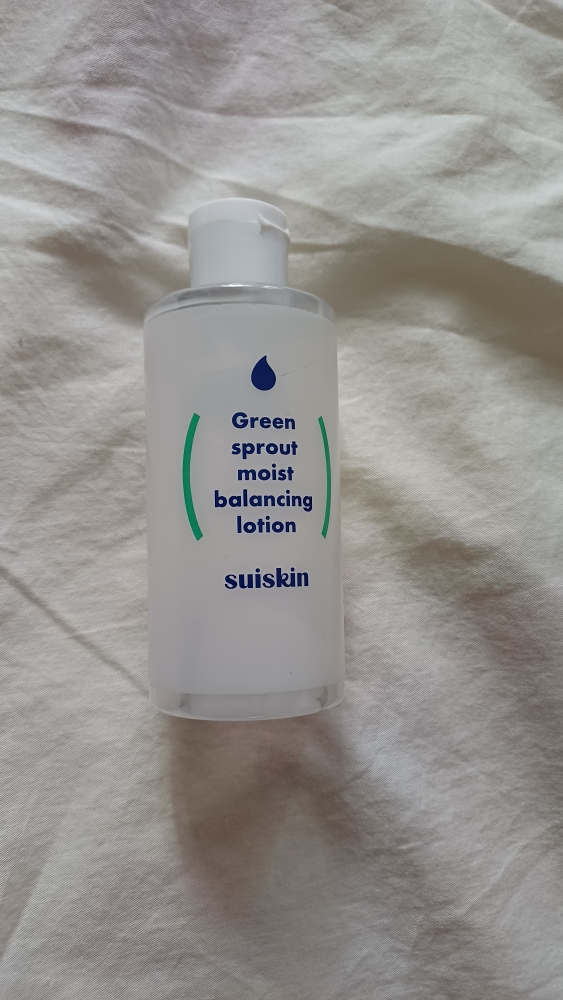 Green
sprout
moist
balancing
lotion
suiskin